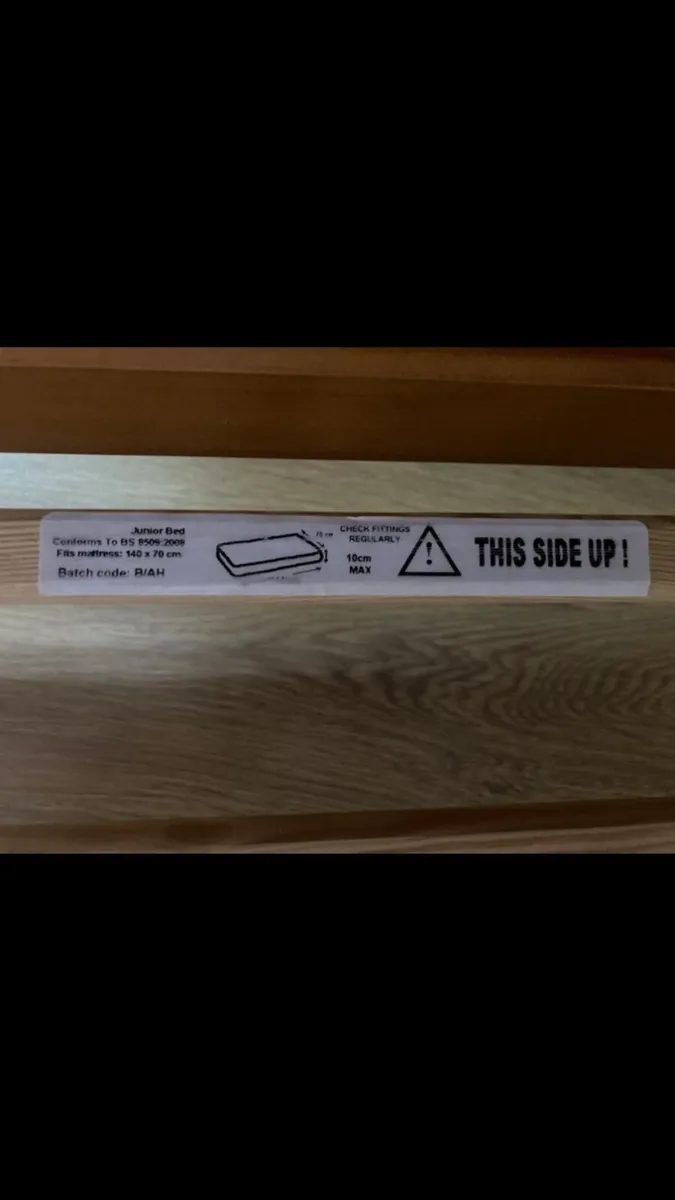 Junior Bed
Conforms To BS 8509:2008
Fits mattress: 140 x 70 cm
Batch code: B/AH
CHECK FITTINGS
REGULARLY
10cm
MAX
!
THIS SIDE UP !